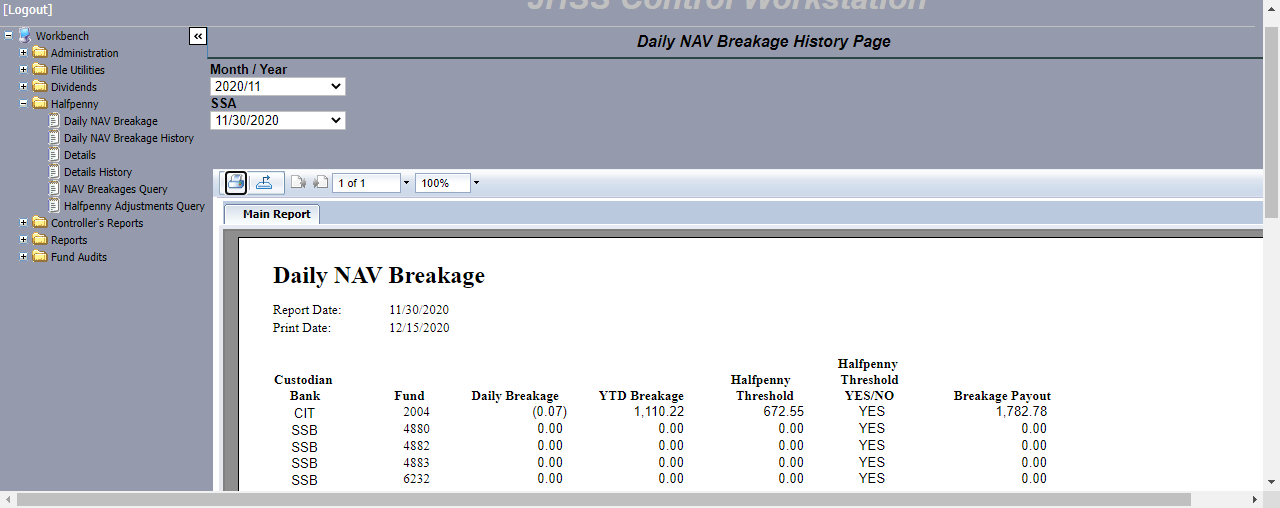 [Logout]
JHSS Control Workstation
Workbench
Administration
File Utilities
Dividends
Halfpenny
Daily NAV Breakage
Daily NAV Breakage History
Details
Details History
NAV Breakages Query
Halfpenny Adjustments Query
Controller's Reports
Reports
Fund Audits
«
Daily NAV Breakage History Page
Month / Year
2020/11
SSA
11/30/2020
1 of 1
100%
Main Report
Daily NAV Breakage
Report Date: 11/30/2020
Print Date: 12/15/2020
Halfpenny
Custodian Halfpenny Threshold
Bank Fund Daily Breakage YTD Breakage Threshold YES/NO Breakage Payout
CIT 2004 (0.07) 1,110.22 672.55 YES 1,782.78
SSB 4880 0.00 0.00 0.00 YES 0.00
SSB 4882 0.00 0.00 0.00 YES 0.00
SSB 4883 0.00 0.00 0.00 YES 0.00
SSB 6232 0.00 0.00 0.00 YES 0.00